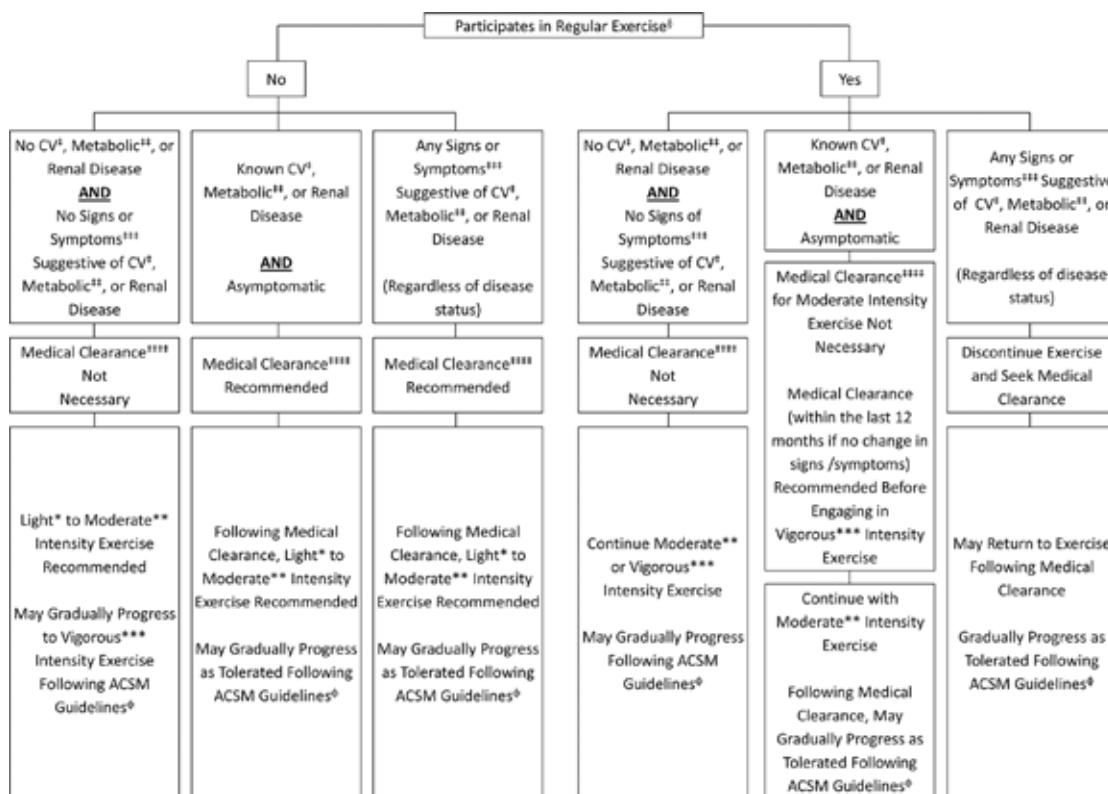 Participates in Regular Exercise§
No
Yes
No CV‡, Metabolic‡‡, or
Renal Disease
AND
No Signs or
Symptoms‡‡‡
Suggestive of CV‡,
Metabolic‡‡, or Renal
Disease
Medical Clearance‡‡‡‡
Not
Necessary
Light* to Moderate**
Intensity Exercise
Recommended
May Gradually Progress
to Vigorous***
Intensity Exercise
Following ACSM
Guidelinesϕ
Known CV‡,
Metabolic‡‡, or Renal
Disease
AND
Asymptomatic
Medical Clearance‡‡‡‡
Recommended
Following Medical
Clearance, Light* to
Moderate** Intensity
Exercise Recommended
May Gradually Progress
as Tolerated Following
ACSM Guidelinesϕ
Any Signs or
Symptoms‡‡‡
Suggestive of CV‡,
Metabolic‡‡, or Renal
Disease
(Regardless of disease
status)
Medical Clearance‡‡‡‡
Recommended
Following Medical
Clearance, Light* to
Moderate** Intensity
Exercise Recommended
May Gradually Progress
as Tolerated Following
ACSM Guidelinesϕ
No CV‡, Metabolic‡‡, or
Renal Disease
AND
No Signs of
Symptoms‡‡‡
Suggestive of CV‡,
Metabolic‡‡, or Renal
Disease
Medical Clearance‡‡‡‡
Not
Necessary
Continue Moderate**
or Vigorous***
Intensity Exercise
May Gradually Progress
Following ACSM
Guidelinesϕ
Known CV‡,
Metabolic‡‡, or Renal
Disease
AND
Asymptomatic
Medical Clearance‡‡‡‡
for Moderate Intensity
Exercise Not
Necessary
Medical Clearance
(within the last 12
months if no change in
signs /symptoms)
Recommended Before
Engaging in
Vigorous*** Intensity
Exercise
Continue with
Moderate** Intensity
Exercise
Following Medical
Clearance, May
Gradually Progress as
Tolerated Following
ACSM Guidelinesϕ
Any Signs or
Symptoms‡‡‡ Suggestive
of CV‡, Metabolic‡‡, or
Renal Disease
(Regardless of disease
status)
Discontinue Exercise
and Seek Medical
Clearance
May Return to Exercise
Following Medical
Clearance
Gradually Progress as
Tolerated Following
ACSM Guidelinesϕ